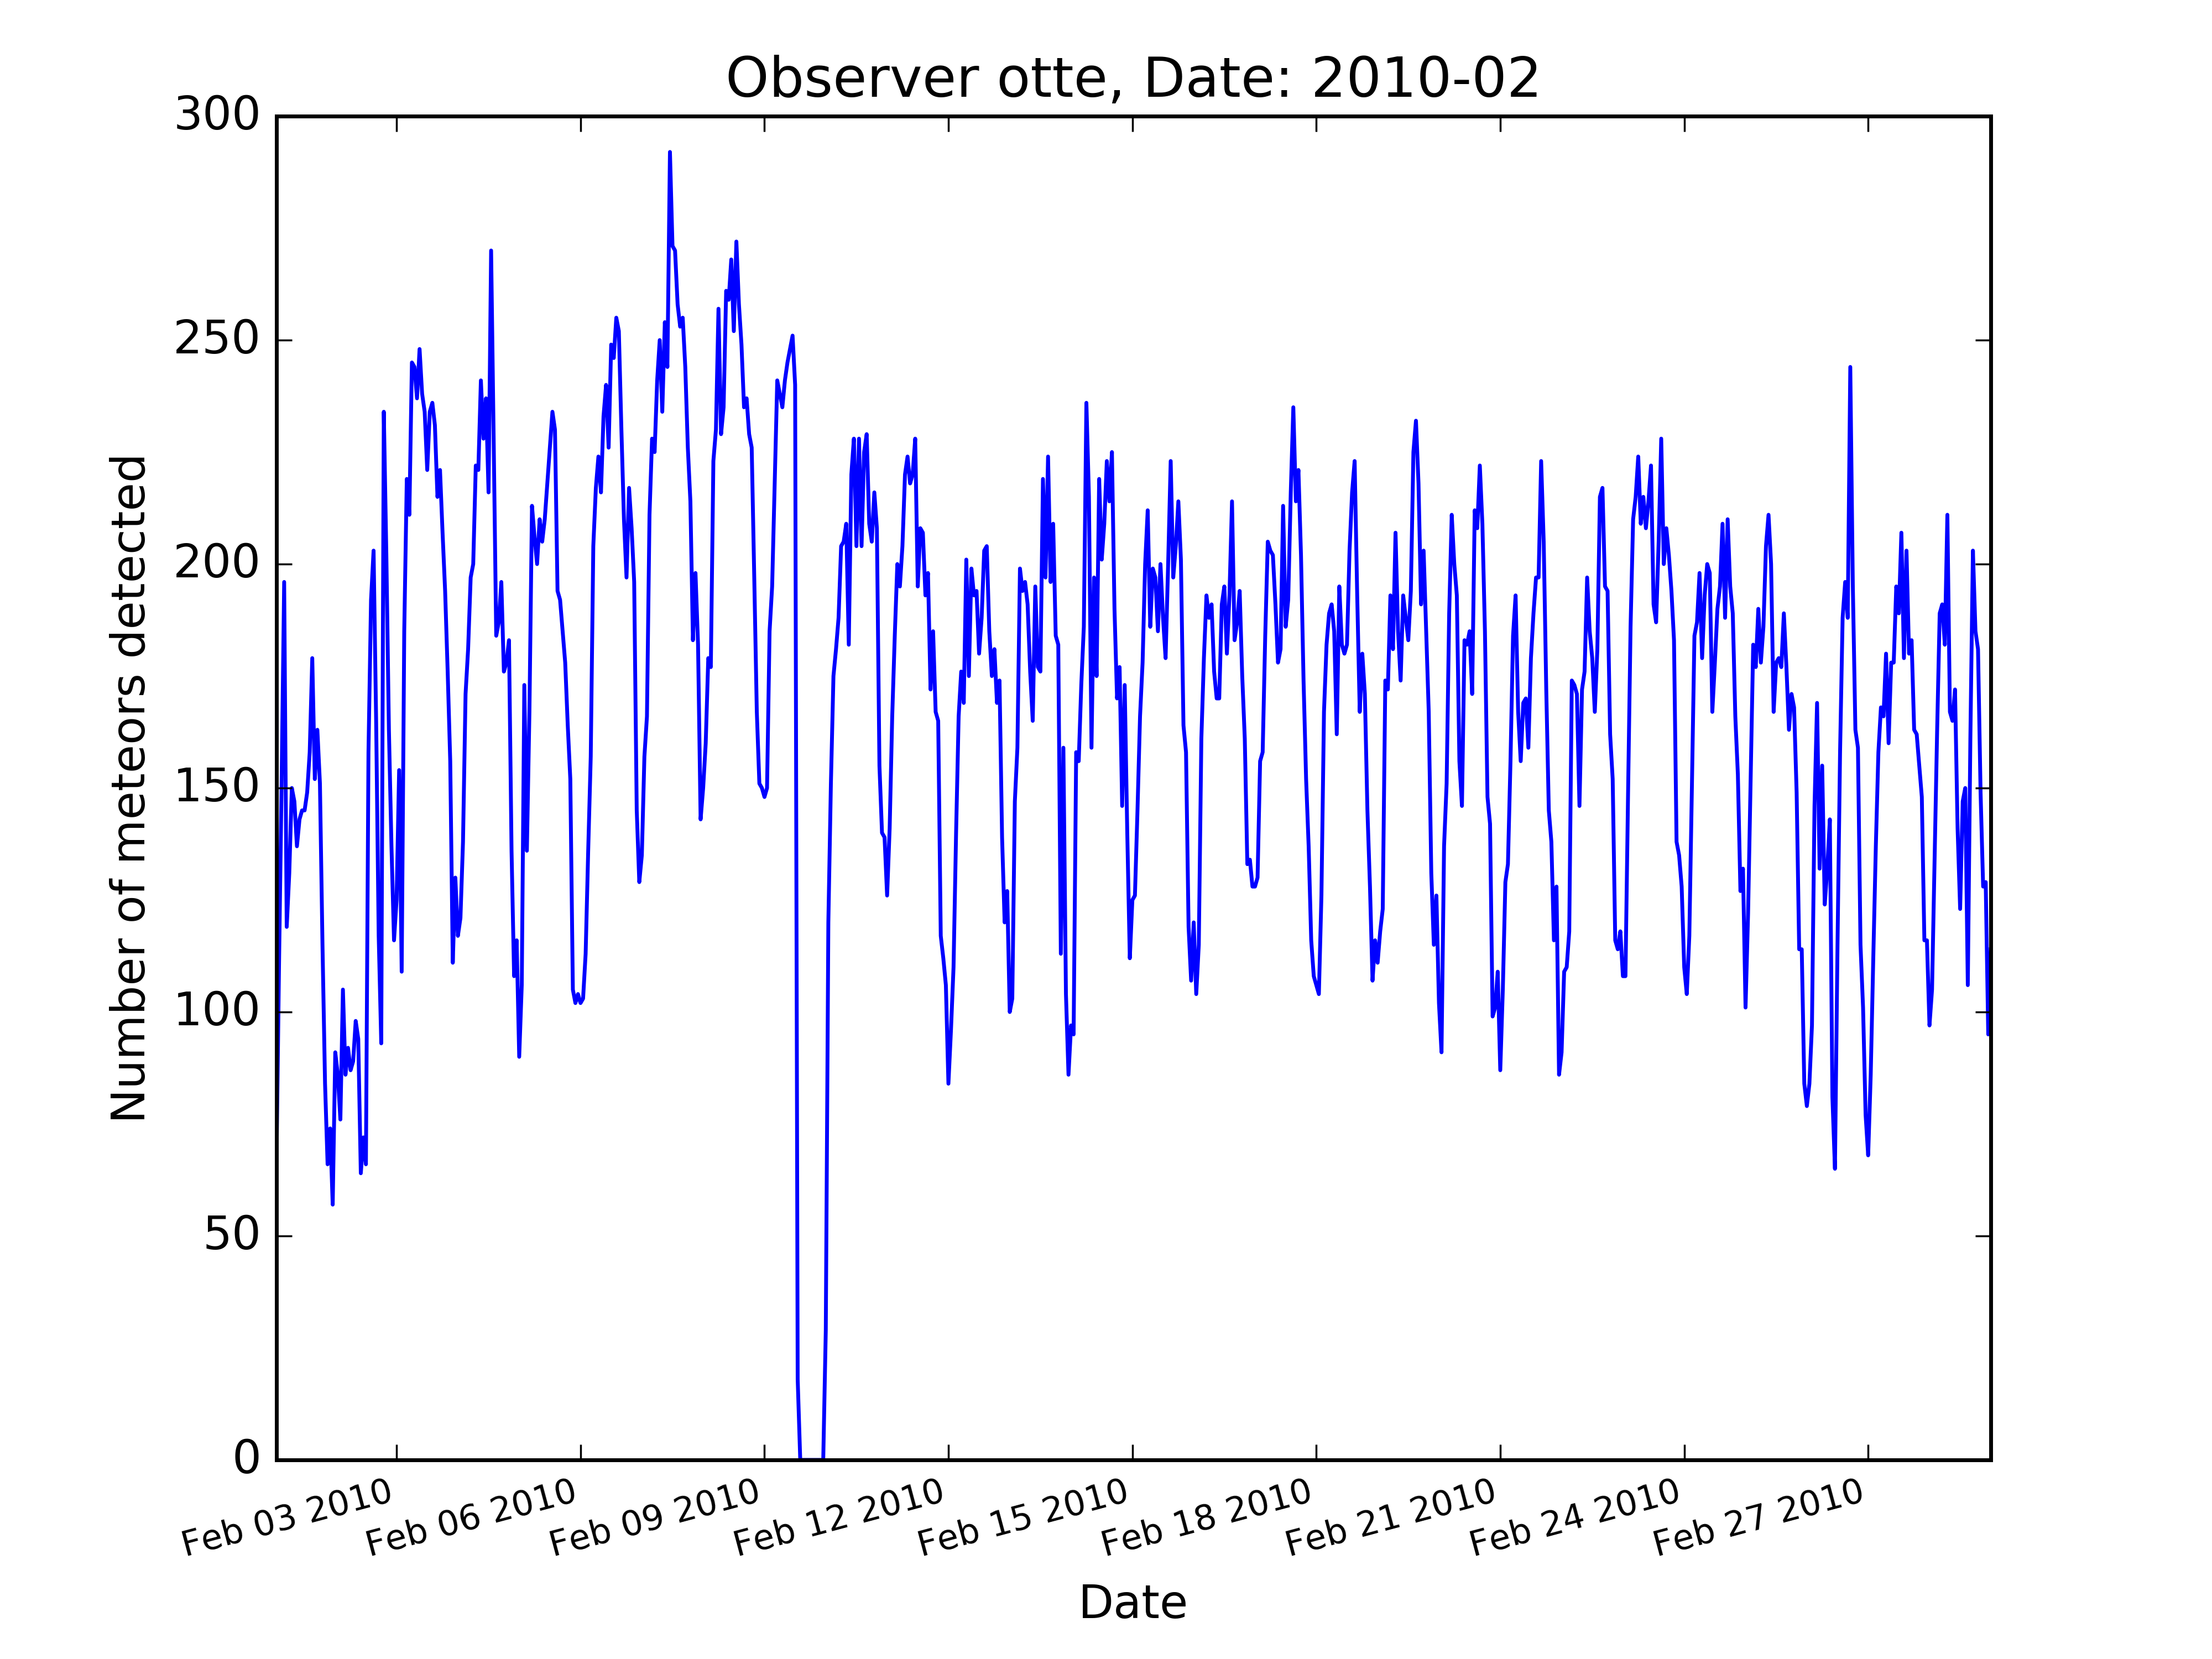 Observer otte, Date: 2010-02
300
250
200
150
100
50
0
Number of meteors detected
Feb 03 2010
Feb 06 2010
Feb 09 2010
Feb 12 2010
Feb 15 2010
Feb 18 2010
Feb 21 2010
Feb 24 2010
Feb 27 2010
Date